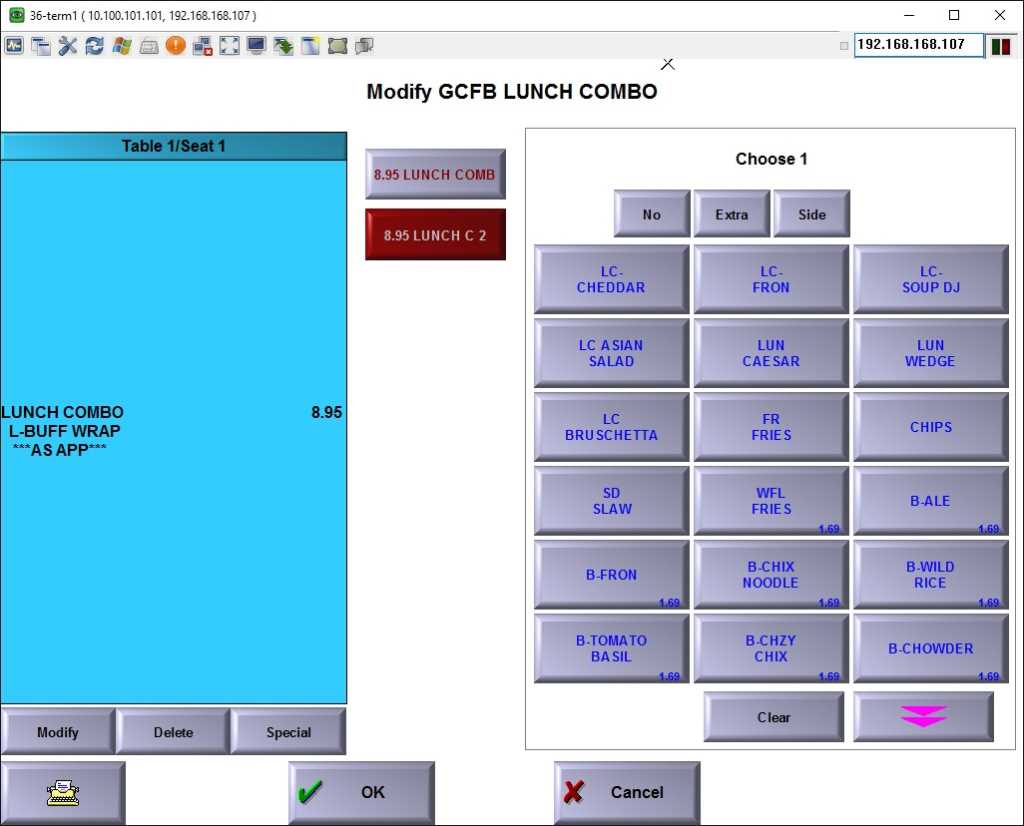 36-term1 ( 10.100.101.101, 192.168.168.107 )
192.168.168.107
Modify GCFB LUNCH COMBO
Table 1/Seat 1
LUNCH COMBO 8.95
L-BUFF WRAP
***AS APP***
8.95 LUNCH COMB
8.95 LUNCH C 2
Choose 1
No Extra Side
LC-
CHEDDAR
LC-
FRON
LC-
SOUP DJ
LC ASIAN
SALAD
LUN
CAESAR
LUN
WEDGE
LC
BRUSCHETTA
FR
FRIES
CHIPS
SD
SLAW
WFL
FRIES
1.69
B-ALE
1.69
B-FRON
1.69
B-CHIX
NOODLE
1.69
B-WILD
RICE
1.69
B-TOMATO
BASIL
1.69
B-CHZY
CHIX
1.69
B-CHOWDER
1.69
Clear
Modify Delete Special
OK Cancel